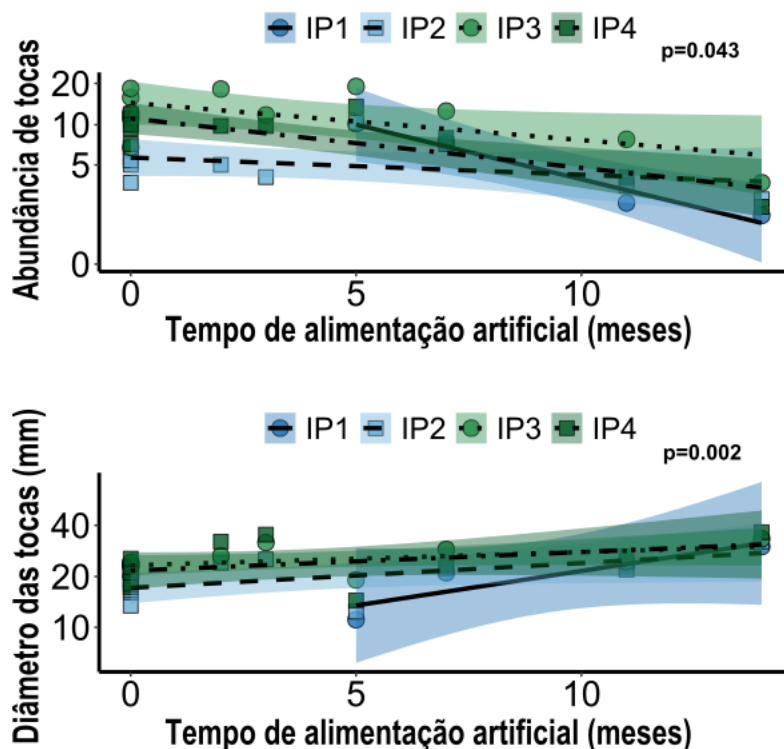 IP1 IP2 IP3 IP4
p=0.043
Abundância de tocas
20
10
5
0
0 5 10
Tempo de alimentação artificial (meses)
IP1 IP2 IP3 IP4
p=0.002
Diâmetro das tocas (mm)
40
20
10
0 5 10
Tempo de alimentação artificial (meses)